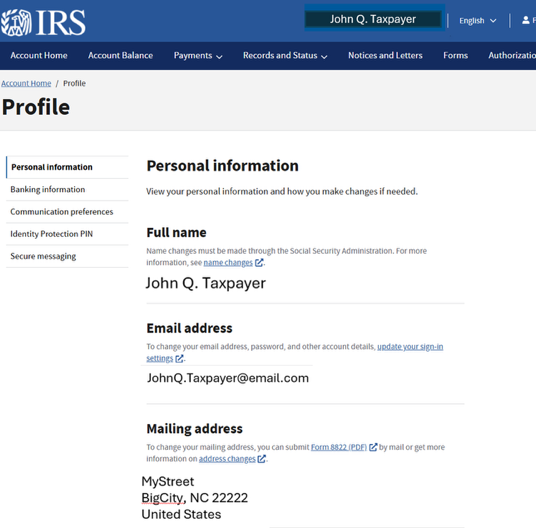 IRS
John Q. Taxpayer
English
Account Home
Account Balance
Payments
Records and Status
Notices and Letters
Forms
Account Home / Profile
Profile
Personal information
Banking information
Communication preferences
Identity Protection PIN
Secure messaging
Personal information
View your personal information and how you make changes if needed.
Full name
Name changes must be made through the Social Security Administration. For more
information, see name changes.
John Q. Taxpayer
Email address
To change your email address, password, and other account details, update your sign-in
settings.
JohnQ.Taxpayer@email.com
Mailing address
To change your mailing address, you can submit Form 8822 (PDF) by mail or get more
information on address changes.
MyStreet
BigCity, NC 22222
United States